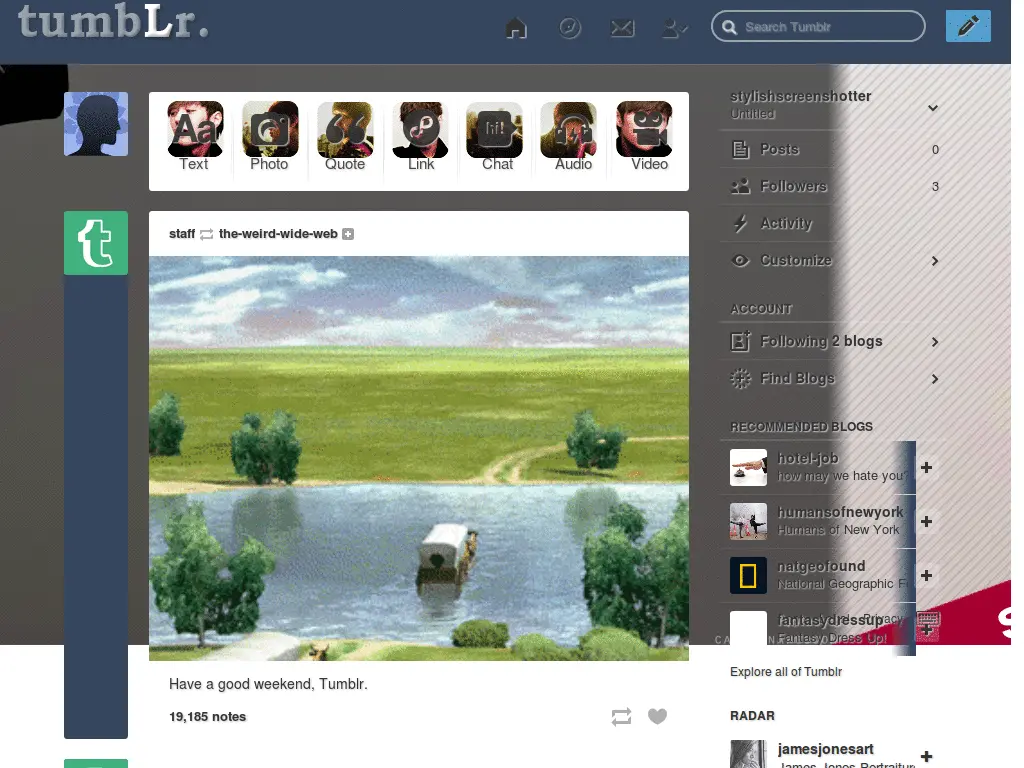 tumbLr.
Search Tumblr
stylishscreenshotter
Untitled
Aa
hi!
Text Photo Quote Link Chat Audio Video
Posts 0
Followers 3
Activity
Customize
staff the-weird-wide-web
ACCOUNT
Following 2 blogs
Find Blogs
RECOMMENDED BLOGS
hotel-job
how may we hate you?
humansofnewyork
Humans of New York
natgeofound
National Geographic F
fantasydressup
Privacy
Fantasy Dress Up!
Explore all of Tumblr
Have a good weekend, Tumblr.
19,185 notes
RADAR
jamesjonesart
James Jones Portraitur